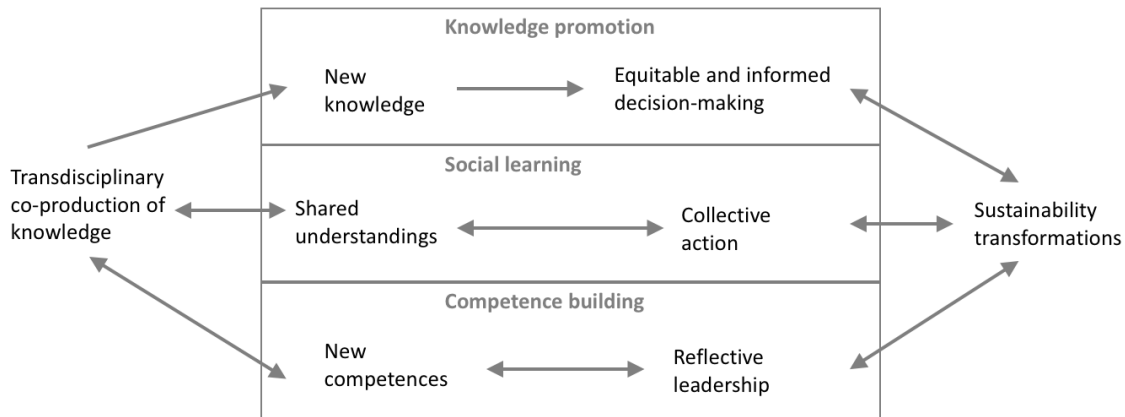 Knowledge promotion
New
knowledge
Equitable and informed
decision-making
Transdisciplinary
co-production of
knowledge
Social learning
Shared
understandings
Collective
action
Sustainability
transformations
Competence building
New
competences
Reflective
leadership